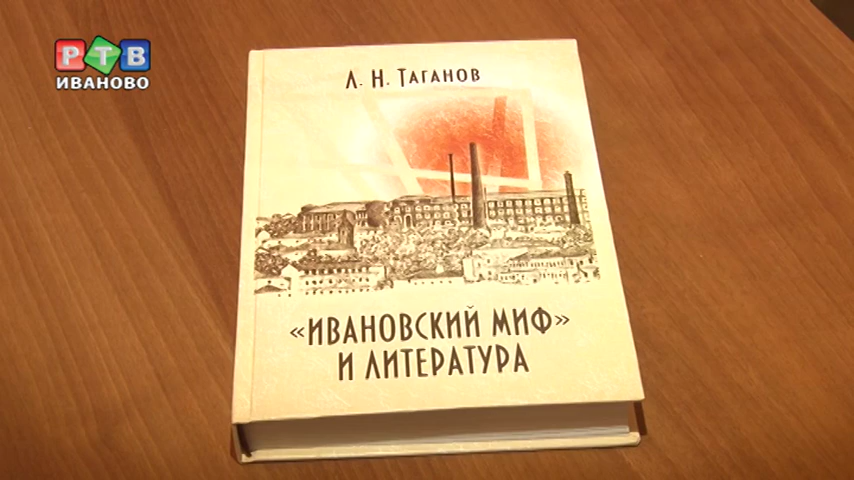 РТВ
ИВАНОВО
Л. Н. ТАГАНОВ
«ИВАНОВСКИЙ МИФ»
И ЛИТЕРАТУРА